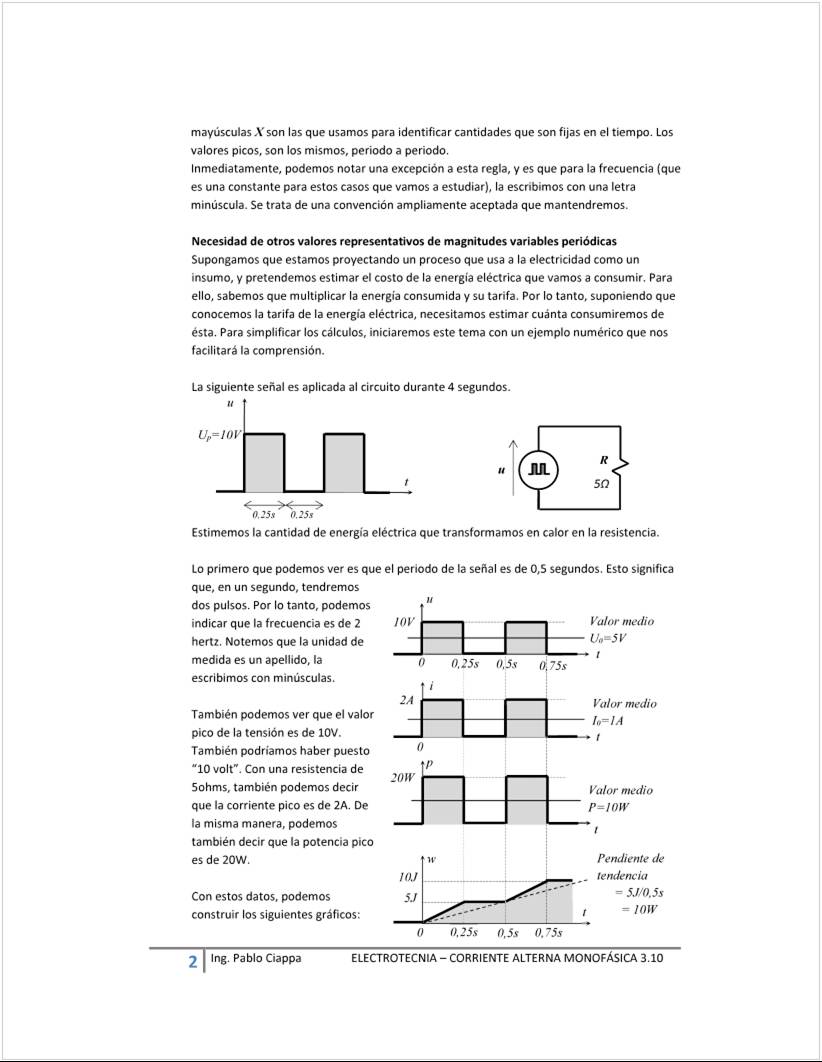 mayúsculas X son las que usamos para identificar cantidades que son fijas en el tiempo. Los
valores picos, son los mismos, periodo a periodo.
Inmediatamente, podemos notar una excepción a esta regla, y es que para la frecuencia (que
es una constante para estos casos que vamos a estudiar), la escribimos con una letra
minúscula. Se trata de una convención ampliamente aceptada que mantendremos.
Necesidad de otros valores representativos de magnitudes variables periódicas
Supongamos que estamos proyectando un proceso que usa a la electricidad como un
insumo, y pretendemos estimar el costo de la energía eléctrica que vamos a consumir. Para
ello, sabemos que multiplicar la energía consumida y su tarifa. Por lo tanto, suponiendo que
conocemos la tarifa de la energía eléctrica, necesitamos estimar cuánta consumiremos de
ésta. Para simplificar los cálculos, iniciaremos este tema con un ejemplo numérico que nos
facilitará la comprensión.
La siguiente señal es aplicada al circuito durante 4 segundos.
u
Up=10V
t
0,25s 0,25s
u
R
5Ω
Estimemos la cantidad de energía eléctrica que transformamos en calor en la resistencia.
Lo primero que podemos ver es que el periodo de la señal es de 0,5 segundos. Esto significa
que, en un segundo, tendremos
dos pulsos. Por lo tanto, podemos
indicar que la frecuencia es de 2
hertz. Notemos que la unidad de
medida es un apellido, la
escribimos con minúsculas.
También podemos ver que el valor
pico de la tensión es de 10V.
También podríamos haber puesto
"10 volt". Con una resistencia de
5ohms, también podemos decir
que la corriente pico es de 2A. De
la misma manera, podemos
también decir que la potencia pico
es de 20W.
Con estos datos, podemos
construir los siguientes gráficos:
u
10V
Valor medio
U0=5V
t
0 0,25s 0,5s 0,75s
i
2A
Valor medio
I0=1A
t
0
p
20W
Valor medio
P=10W
t
w
10J
5J
Pendiente de
tendencia
= 5J/0,5s
= 10W
t
0 0,25s 0,5s 0,75s
2 Ing. Pablo Ciappa ELECTROTECNIA – CORRIENTE ALTERNA MONOFÁSICA 3.10